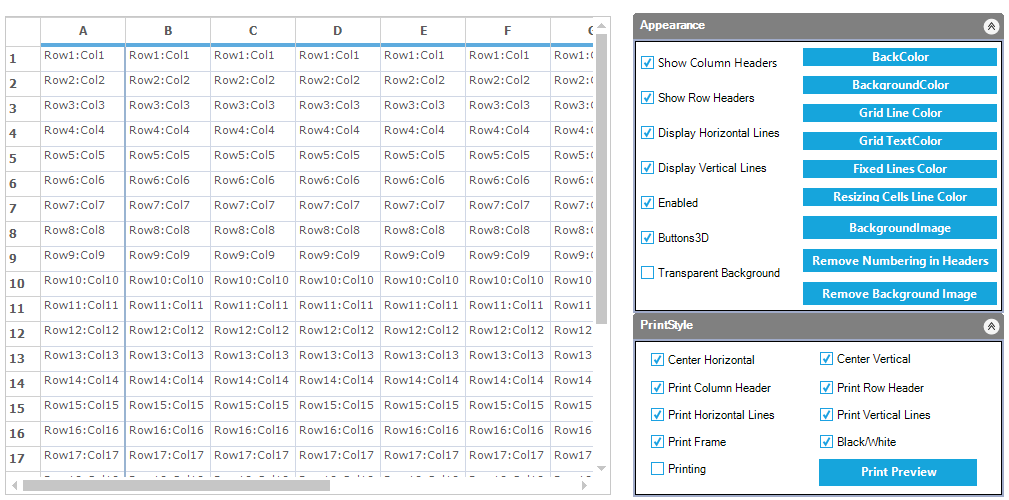 A B C D E F
1 Row1:Col1 Row1:Col1 Row1:Col1 Row1:Col1 Row1:Col1 Row1:Col1
2 Row2:Col2 Row2:Col2 Row2:Col2 Row2:Col2 Row2:Col2 Row2:Col2
3 Row3:Col3 Row3:Col3 Row3:Col3 Row3:Col3 Row3:Col3 Row3:Col3
4 Row4:Col4 Row4:Col4 Row4:Col4 Row4:Col4 Row4:Col4 Row4:Col4
5 Row5:Col5 Row5:Col5 Row5:Col5 Row5:Col5 Row5:Col5 Row5:Col5
6 Row6:Col6 Row6:Col6 Row6:Col6 Row6:Col6 Row6:Col6 Row6:Col6
7 Row7:Col7 Row7:Col7 Row7:Col7 Row7:Col7 Row7:Col7 Row7:Col7
8 Row8:Col8 Row8:Col8 Row8:Col8 Row8:Col8 Row8:Col8 Row8:Col8
9 Row9:Col9 Row9:Col9 Row9:Col9 Row9:Col9 Row9:Col9 Row9:Col9
10 Row10:Col10 Row10:Col10 Row10:Col10 Row10:Col10 Row10:Col10 Row10:Col10 Row10
11 Row11:Col11 Row11:Col11 Row11:Col11 Row11:Col11 Row11:Col11 Row11:Col11 Row11
12 Row12:Col12 Row12:Col12 Row12:Col12 Row12:Col12 Row12:Col12 Row12:Col12 Row12
13 Row13:Col13 Row13:Col13 Row13:Col13 Row13:Col13 Row13:Col13 Row13:Col13 Row13
14 Row14:Col14 Row14:Col14 Row14:Col14 Row14:Col14 Row14:Col14 Row14:Col14 Row14
15 Row15:Col15 Row15:Col15 Row15:Col15 Row15:Col15 Row15:Col15 Row15:Col15 Row15
16 Row16:Col16 Row16:Col16 Row16:Col16 Row16:Col16 Row16:Col16 Row16:Col16 Row16
17 Row17:Col17 Row17:Col17 Row17:Col17 Row17:Col17 Row17:Col17 Row17:Col17 Row17
Appearance
Show Column Headers
Show Row Headers
Display Horizontal Lines
Display Vertical Lines
Enabled
Buttons3D
Transparent Background
BackColor
BackgroundColor
Grid Line Color
Grid TextColor
Fixed Lines Color
Resizing Cells Line Color
BackgroundImage
Remove Numbering in Headers
Remove Background Image
PrintStyle
Center Horizontal Center Vertical
Print Column Header Print Row Header
Print Horizontal Lines Print Vertical Lines
Print Frame Black/White
Printing Print Preview